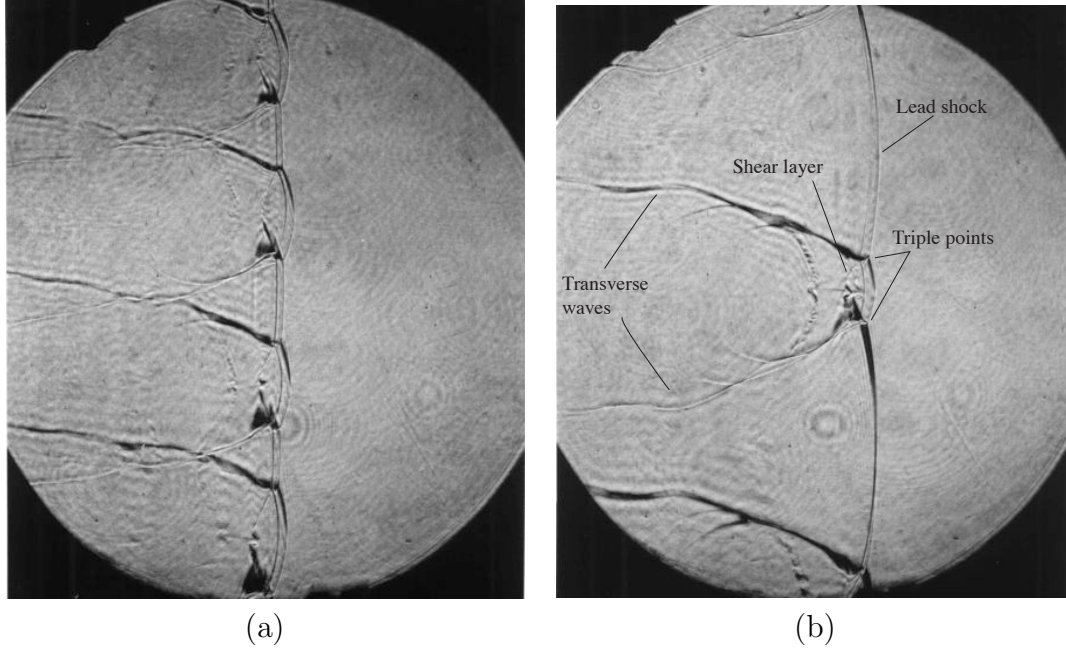 Lead shock
Shear layer
Triple points
Transverse
waves
(a)
(b)